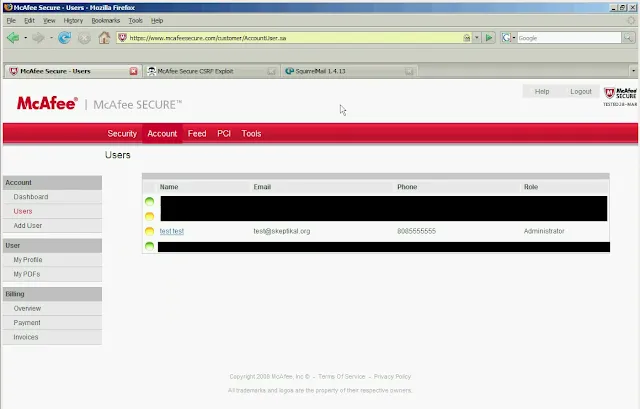 McAfee Secure - Users - Mozilla Firefox
File Edit View History Bookmarks Tools Help
https://www.mcafeesecure.com/customer/AccountUser.sa
Google
McAfee Secure - Users
McAfee Secure CSRF Exploit
SquirrelMail 1.4.13
McAfee® | McAfee SECURE™
Help Logout
McAfee SECURE
Security Account Feed PCI Tools
Users
Account
Dashboard
Users
Add User
User
My Profile
My PDFs
Billing
Overview
Payment
Invoices
Name Email Phone Role
test test test@skeptikal.org 8085555555 Administrator
Copyright 2008 McAfee, Inc © - Terms Of Service - Privacy Policy
All trademarks and logos are the property of their respective owners.